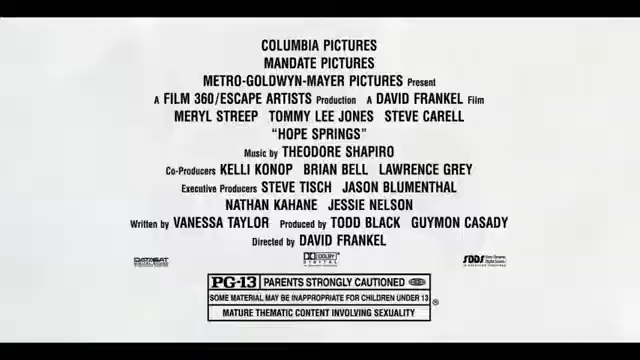 COLUMBIA PICTURES
MANDATE PICTURES
METRO-GOLDWYN-MAYER PICTURES Present
A FILM 360/ESCAPE ARTISTS Production A DAVID FRANKEL Film
MERYL STREEP TOMMY LEE JONES STEVE CARELL
“HOPE SPRINGS”
Music by THEODORE SHAPIRO
Co-Producers KELLI KONOP BRIAN BELL LAWRENCE GREY
Executive Producers STEVE TISCH JASON BLUMENTHAL
NATHAN KAHANE JESSIE NELSON
Written by VANESSA TAYLOR Produced by TODD BLACK GUYMON CASADY
Directed by DAVID FRANKEL
DATASAT DOLBY DIGITAL SDDS
PG-13 PARENTS STRONGLY CAUTIONED
SOME MATERIAL MAY BE INAPPROPRIATE FOR CHILDREN UNDER 13 ®
MATURE THEMATIC CONTENT INVOLVING SEXUALITY